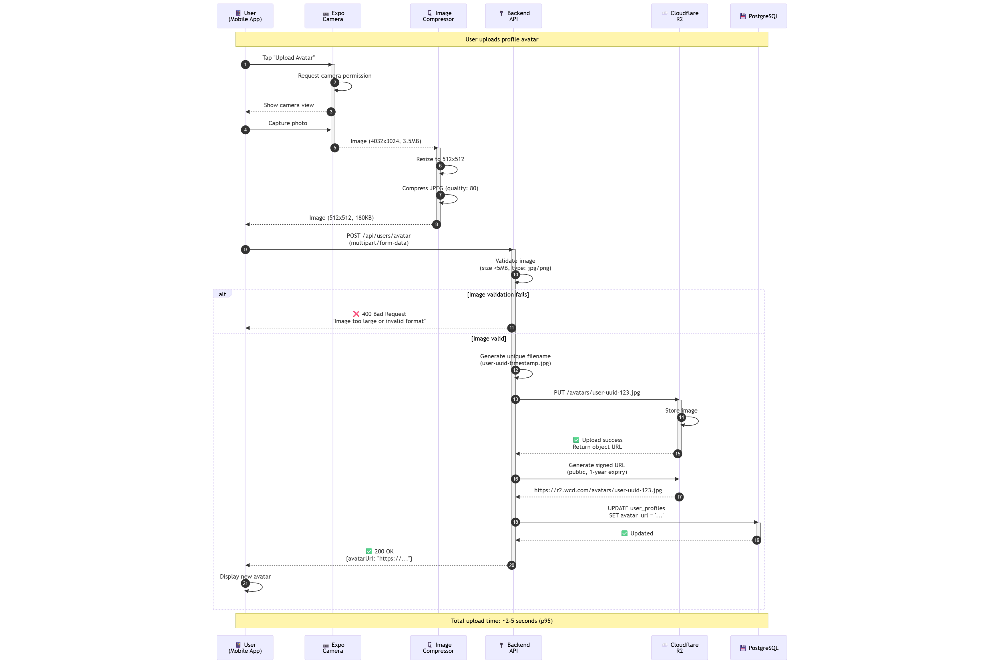 User
(Mobile App)
Expo
Camera
Image
Compressor
Backend
API
Cloudflare
R2
PostgreSQL
User uploads profile avatar
Tap "Upload Avatar"
1
Request camera permission
2
Show camera view
3
Capture photo
4
Image (4032x3024, 3.5MB)
5
Resize to 512x512
6
Compress JPEG (quality: 80)
7
Image (512x512, 180KB)
8
POST /api/users/avatar
(multipart/form-data)
9
Validate image
(size <5MB, type: jpg/png)
10
alt
[Image validation fails]
❌ 400 Bad Request
"Image too large or invalid format"
11
[Image valid]
Generate unique filename
(user-uuid-timestamp.jpg)
12
PUT /avatars/user-uuid-123.jpg
13
Store image
14
✅ Upload success
Return object URL
15
Generate signed URL
(public, 1-year expiry)
16
https://r2.wcd.com/avatars/user-uuid-123.jpg
17
UPDATE user_profiles
SET avatar_url = '...'
18
✅ Updated
19
✅ 200 OK
{avatarUrl: "https://..."}
20
Display new avatar
21
Total upload time: ~2-5 seconds (p95)
User
(Mobile App)
Expo
Camera
Image
Compressor
Backend
API
Cloudflare
R2
PostgreSQL